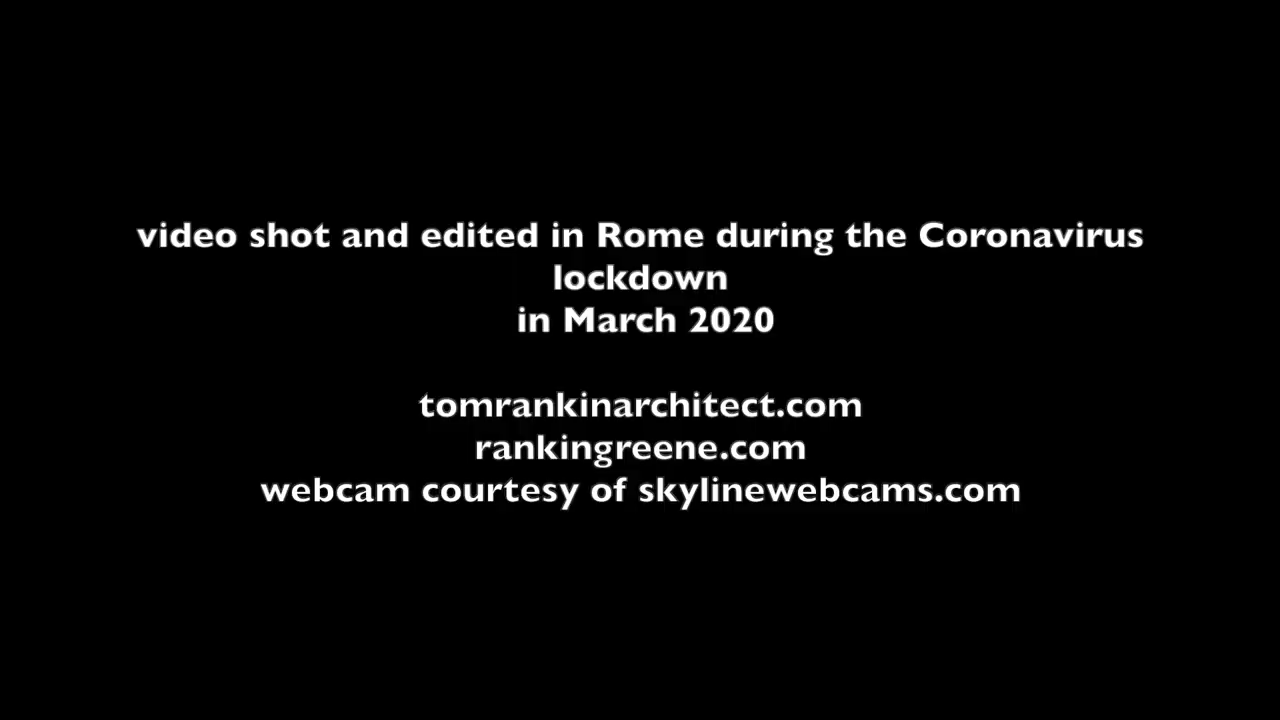 video shot and edited in Rome during the Coronavirus
lockdown
in March 2020
tomrankinarchitect.com
rankingreene.com
webcam courtesy of skylinewebcams.com